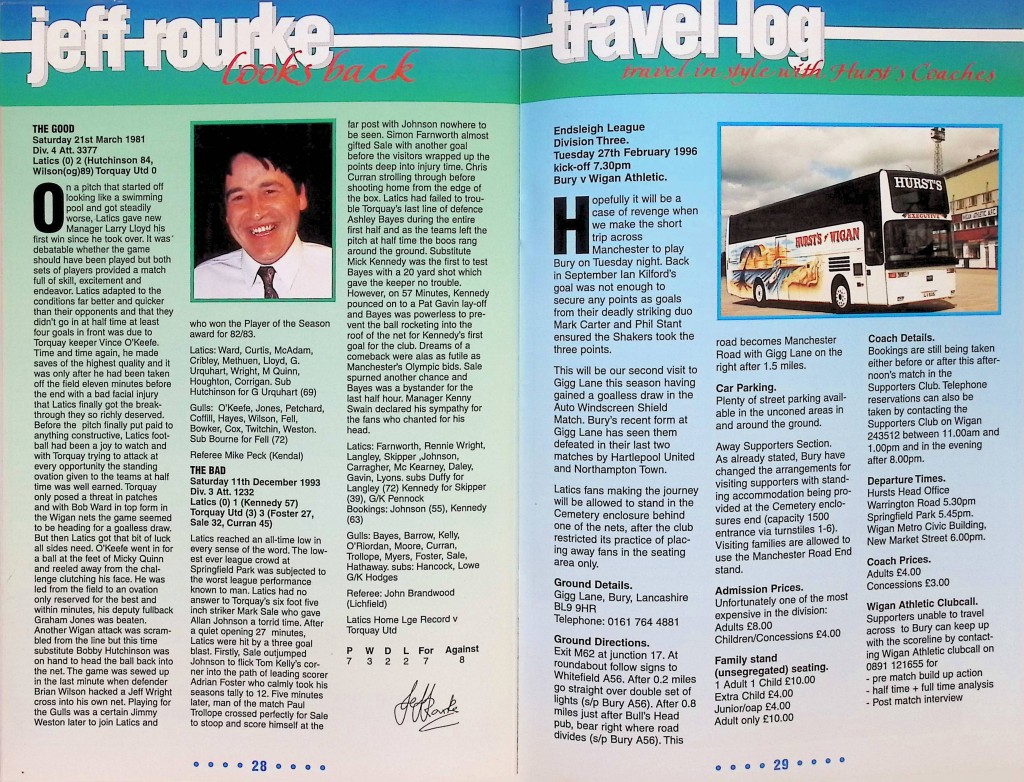 jeff rourke
looks back
THE GOOD
Saturday 21st March 1981
Div. 4 Att. 3377
Latics (0) 2 (Hutchinson 84,
Wilson(og)89) Torquay Utd 0
On a pitch that started off
looking like a swimming
pool and got steadily
worse, Latics gave new
Manager Larry Lloyd his
first win since he took over. It was
debatable whether the game
should have been played but both
sets of players provided a match
full of skill, excitement and
endeavor. Latics adapted to the
conditions far better and quicker
than their opponents and that they
didn't go in at half time at least
four goals in front was due to
Torquay keeper Vince O'Keefe.
Time and time again, he made
saves of the highest quality and it
was only after he had been taken
off the field eleven minutes before
the end with a bad facial injury
that Latics finally got the break-
through they so richly deserved.
Before the pitch finally put paid to
anything constructive, Latics foot-
ball had been a joy to watch and
with Torquay trying to attack at
every opportunity the standing
ovation given to the teams at half
time was well earned. Torquay
only posed a threat in patches
and with Bob Ward in top form in
the Wigan nets the game seemed
to be heading for a goalless draw.
But then Latics got that bit of luck
all sides need. O'Keefe went in for
a ball at the feet of Micky Quinn
and reeled away from the chal-
lenge clutching his face. He was
led from the field to an ovation
only reserved for the best and
within minutes, his deputy fullback
Graham Jones was beaten.
Another Wigan attack was scram-
bled from the line but this time
substitute Bobby Hutchinson was
on hand to head the ball back into
the net. The game was sewed up
in the last minute when defender
Brian Wilson hacked a Jeff Wright
cross into his own net. Playing for
the Gulls was a certain Jimmy
Weston later to join Latics and
who won the Player of the Season
award for 82/83.
Latics: Ward, Curtis, McAdam,
Cribley, Methuen, Lloyd, G.
Urquhart, Wright, M Quinn,
Houghton, Corrigan. Sub
Hutchinson for G Urquhart (69)
Gulls: O'Keefe, Jones, Petchard,
Coffill, Hayes, Wilson, Fell,
Bowker, Cox, Twitchin, Weston.
Sub Bourne for Fell (72)
Referee Mike Peck (Kendal)
THE BAD
Saturday 11th December 1993
Div. 3 Att. 1232
Latics (0) 1 (Kennedy 57)
Torquay Utd (3) 3 (Foster 27,
Sale 32, Curran 45)
Latics reached an all-time low in
every sense of the word. The low-
est ever league crowd at
Springfield Park was subjected to
the worst league performance
known to man. Latics had no
answer to Torquay's six foot five
inch striker Mark Sale who gave
Allan Johnson a torrid time. After
a quiet opening 27 minutes,
Latics were hit by a three goal
blast. Firstly, Sale outjumped
Johnson to flick Tom Kelly's cor-
ner into the path of leading scorer
Adrian Foster who calmly took his
seasons tally to 12. Five minutes
later, man of the match Paul
Trollope crossed perfectly for Sale
to stoop and score himself at the
far post with Johnson nowhere to
be seen. Simon Farnworth almost
gifted Sale with another goal
before the visitors wrapped up the
points deep into injury time. Chris
Curran strolling through before
shooting home from the edge of
the box. Latics had failed to trou-
ble Torquay's last line of defence
Ashley Bayes during the entire
first half and as the teams left the
pitch at half time the boos rang
around the ground. Substitute
Mick Kennedy was the first to test
Bayes with a 20 yard shot which
gave the keeper no trouble.
However, on 57 Minutes, Kennedy
pounced on to a Pat Gavin lay-off
and Bayes was powerless to pre-
vent the ball rocketing into the
roof of the net for Kennedy's first
goal for the club. Dreams of a
comeback were alas as futile as
Manchester's Olympic bids. Sale
spurned another chance and
Bayes was a bystander for the
last half hour. Manager Kenny
Swain declared his sympathy for
the fans who chanted for his
head.
Latics: Farnworth, Rennie Wright,
Langley, Skipper ,Johnson,
Carragher, Mc Kearney, Daley,
Gavin, Lyons. subs Duffy for
Langley (72) Kennedy for Skipper
(39), G/K Pennock
Bookings: Johnson (55), Kennedy
(63)
Gulls: Bayes, Barrow, Kelly,
O'Riordan, Moore, Curran,
Trollope, Myers, Foster, Sale,
Hathaway. subs: Hancock, Lowe
G/K Hodges
Referee: John Brandwood
(Lichfield)
Latics Home Lge Record v
Torquay Utd
P W D L For Against
7 3 2 2 7 8
Jeff Rourke
28
travel log
travel in style with Hurst's Coaches
Endsleigh League
Division Three.
Tuesday 27th February 1996
kick-off 7.30pm
Bury v Wigan Athletic.
Hopefully it will be a
case of revenge when
we make the short
trip across
Manchester to play
Bury on Tuesday night. Back
in September Ian Kilford's
goal was not enough to
secure any points as goals
from their deadly striking duo
Mark Carter and Phil Stant
ensured the Shakers took the
three points.
This will be our second visit to
Gigg Lane this season having
gained a goalless draw in the
Auto Windscreen Shield
Match. Bury's recent form at
Gigg Lane has seen them
defeated in their last two
matches by Hartlepool United
and Northampton Town.
Latics fans making the journey
will be allowed to stand in the
Cemetery enclosure behind
one of the nets, after the club
restricted its practice of plac-
ing away fans in the seating
area only.
Ground Details.
Gigg Lane, Bury, Lancashire
BL9 9HR
Telephone: 0161 764 4881
Ground Directions.
Exit M62 at junction 17. At
roundabout follow signs to
Whitefield A56. After 0.2 miles
go straight over double set of
lights (s/p Bury A56). After 0.8
miles just after Bull's Head
pub, bear right where road
divides (s/p Bury A56). This
HURST'S
EXECUTIVE
HURST'S of WIGAN
road becomes Manchester
Road with Gigg Lane on the
right after 1.5 miles.
Car Parking.
Plenty of street parking avail-
able in the unconed areas in
and around the ground.
Away Supporters Section.
As already stated, Bury have
changed the arrangements for
visiting supporters with stand-
ing accommodation being pro-
vided at the Cemetery enclo-
sures end (capacity 1500
entrance via turnstiles 1-6).
Visiting families are allowed to
use the Manchester Road End
stand.
Admission Prices.
Unfortunately one of the most
expensive in the division:
Adults £8.00
Children/Concessions £4.00
Family stand
(unsegregated) seating.
1 Adult 1 Child £10.00
Extra Child £4.00
Junior/oap £4.00
Adult only £10.00
Coach Details.
Bookings are still being taken
either before or after this after-
noon's match in the
Supporters Club. Telephone
reservations can also be
taken by contacting the
Supporters Club on Wigan
243512 between 11.00am and
1.00pm and in the evening
after 8.00pm.
Departure Times.
Hursts Head Office
Warrington Road 5.30pm
Springfield Park 5.45pm.
Wigan Metro Civic Building,
New Market Street 6.00pm.
Coach Prices.
Adults £4.00
Concessions £3.00
Wigan Athletic Clubcall.
Supporters unable to travel
across to Bury can keep up
with the scoreline by contact-
ing Wigan Athletic clubcall on
0891 121655 for
- pre match build up action
- half time + full time analysis
- Post match interview
29